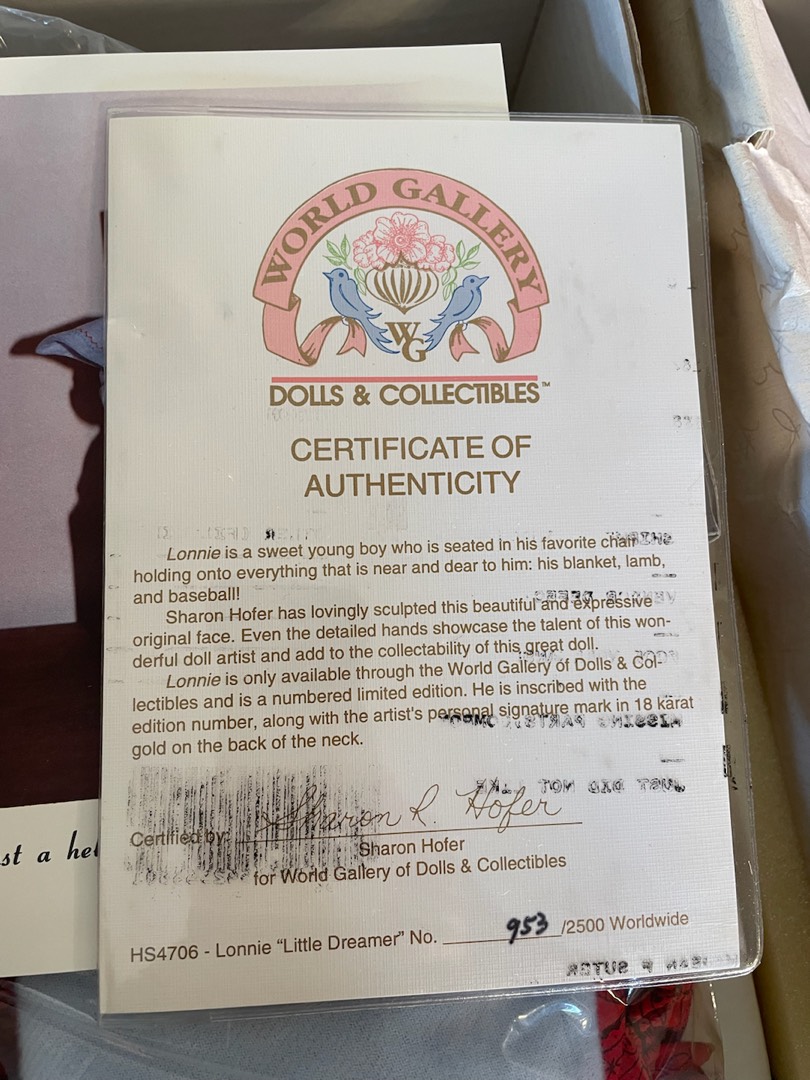 WORLD GALLERY
WG
DOLLS & COLLECTIBLES™
CERTIFICATE OF
AUTHENTICITY
Lonnie is a sweet young boy who is seated in his favorite chair
holding onto everything that is near and dear to him: his blanket, lamb,
and baseball!
Sharon Hofer has lovingly sculpted this beautiful and expressive
original face. Even the detailed hands showcase the talent of this won-
derful doll artist and add to the collectability of this great doll.
Lonnie is only available through the World Gallery of Dolls & Col-
lectibles and is a numbered limited edition. He is inscribed with the
edition number, along with the artist's personal signature mark in 18 karat
gold on the back of the neck.
Certified by: Sharon R. Hofer
Sharon Hofer
for World Gallery of Dolls & Collectibles
HS4706 - Lonnie “Little Dreamer” No. 953 /2500 Worldwide
st a hel
JUST DID NOT LIKE